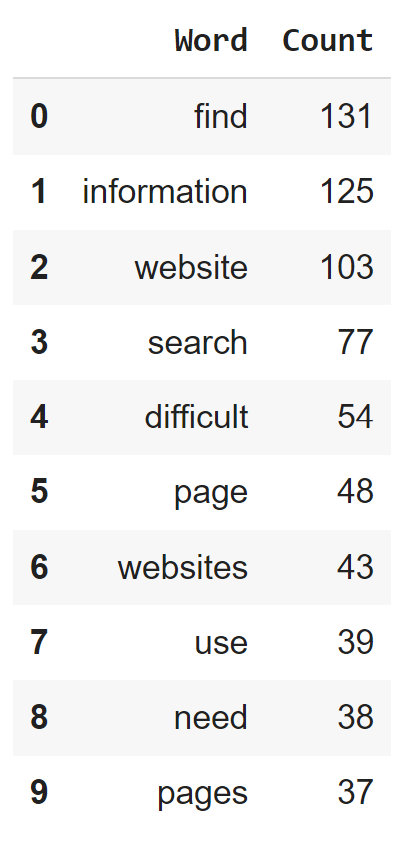 Word Count
0 find 131
1 information 125
2 website 103
3 search 77
4 difficult 54
5 page 48
6 websites 43
7 use 39
8 need 38
9 pages 37